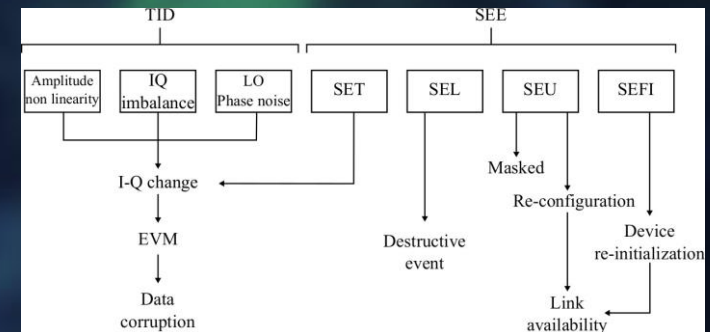 TID
SEE
Amplitude
non linearity
IQ
imbalance
LO
Phase noise
SET
SEL
SEU
SEFI
I-Q change
Masked
Re-configuration
EVM
Destructive
event
Device
re-initialization
Data
corruption
Link
availability